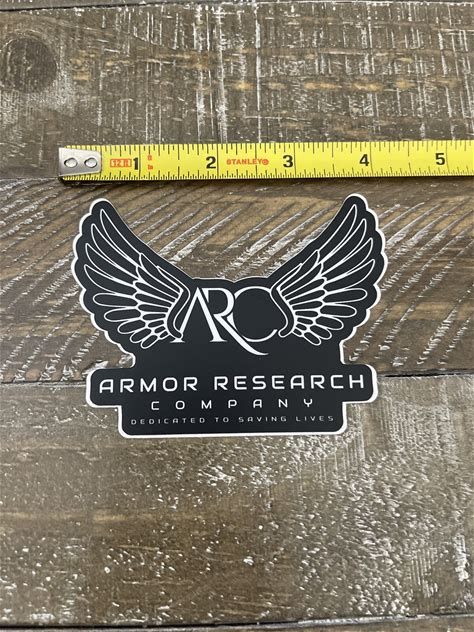 1 2 STANLEY® 3 4 5
ARC
ARMOR RESEARCH
COMPANY
DEDICATED TO SAVING LIVES